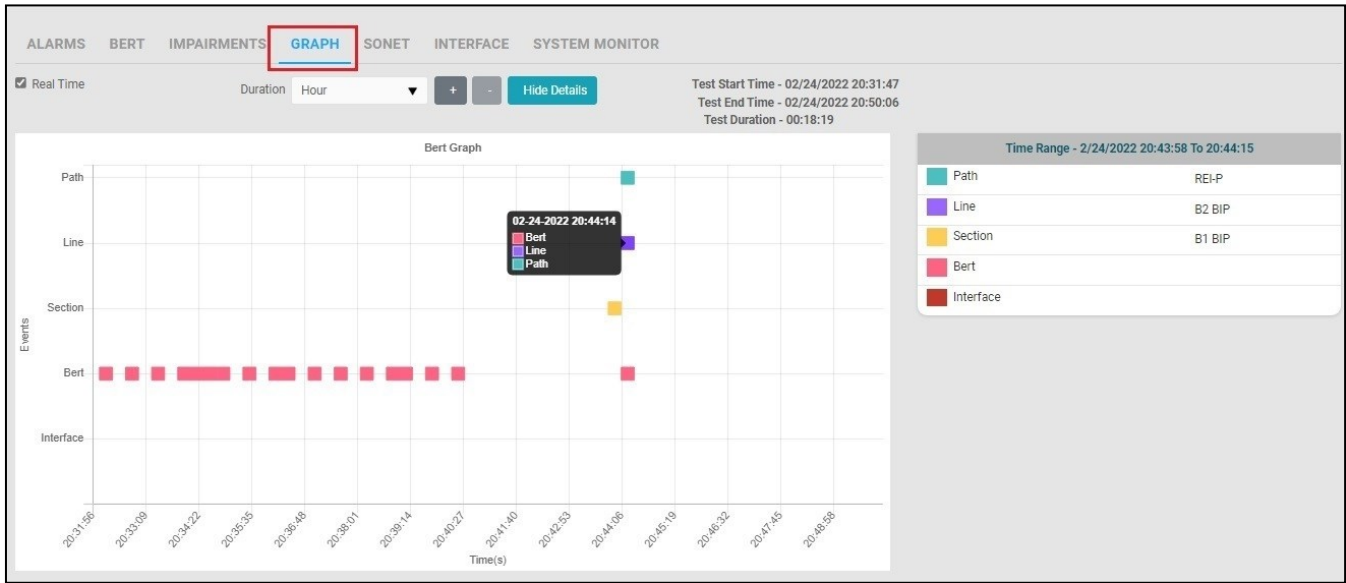 ALARMS BERT IMPAIRMENTS GRAPH SONET INTERFACE SYSTEM MONITOR
Real Time Duration Hour + - Hide Details
Test Start Time - 02/24/2022 20:31:47
Test End Time - 02/24/2022 20:50:06
Test Duration - 00:18:19
Bert Graph
Path
Line
Section
Bert
Interface
Events
02-24-2022 20:44:14
Bert
Line
Path
20:31:56 20:33:09 20:34:22 20:35:35 20:36:48 20:38:01 20:39:14 20:40:27 20:41:40 20:42:53 20:44:06 20:45:19 20:46:32 20:47:45 20:48:58
Time(s)
Time Range - 2/24/2022 20:43:58 To 20:44:15
Path REI-P
Line B2 BIP
Section B1 BIP
Bert
Interface